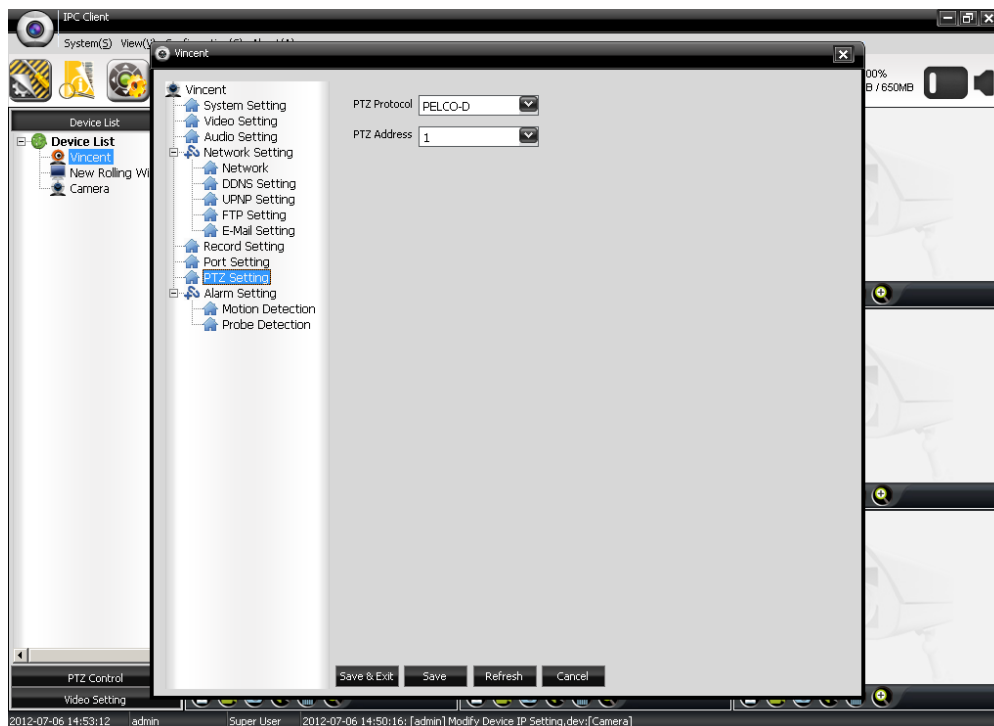 IPC Client
System(S) View(V)
Vincent
00%
B / 650MB
Device List
Device List
Vincent
New Rolling Wi
Camera
PTZ Control
Video Setting
Vincent
System Setting
Video Setting
Audio Setting
Network Setting
Network
DDNS Setting
UPNP Setting
FTP Setting
E-Mail Setting
Record Setting
Port Setting
PTZ Setting
Alarm Setting
Motion Detection
Probe Detection
PTZ Protocol PELCO-D
PTZ Address 1
Save & Exit Save Refresh Cancel
2012-07-06 14:53:12 admin Super User 2012-07-06 14:50:16: [admin] Modify Device IP Setting,dev:[Camera]